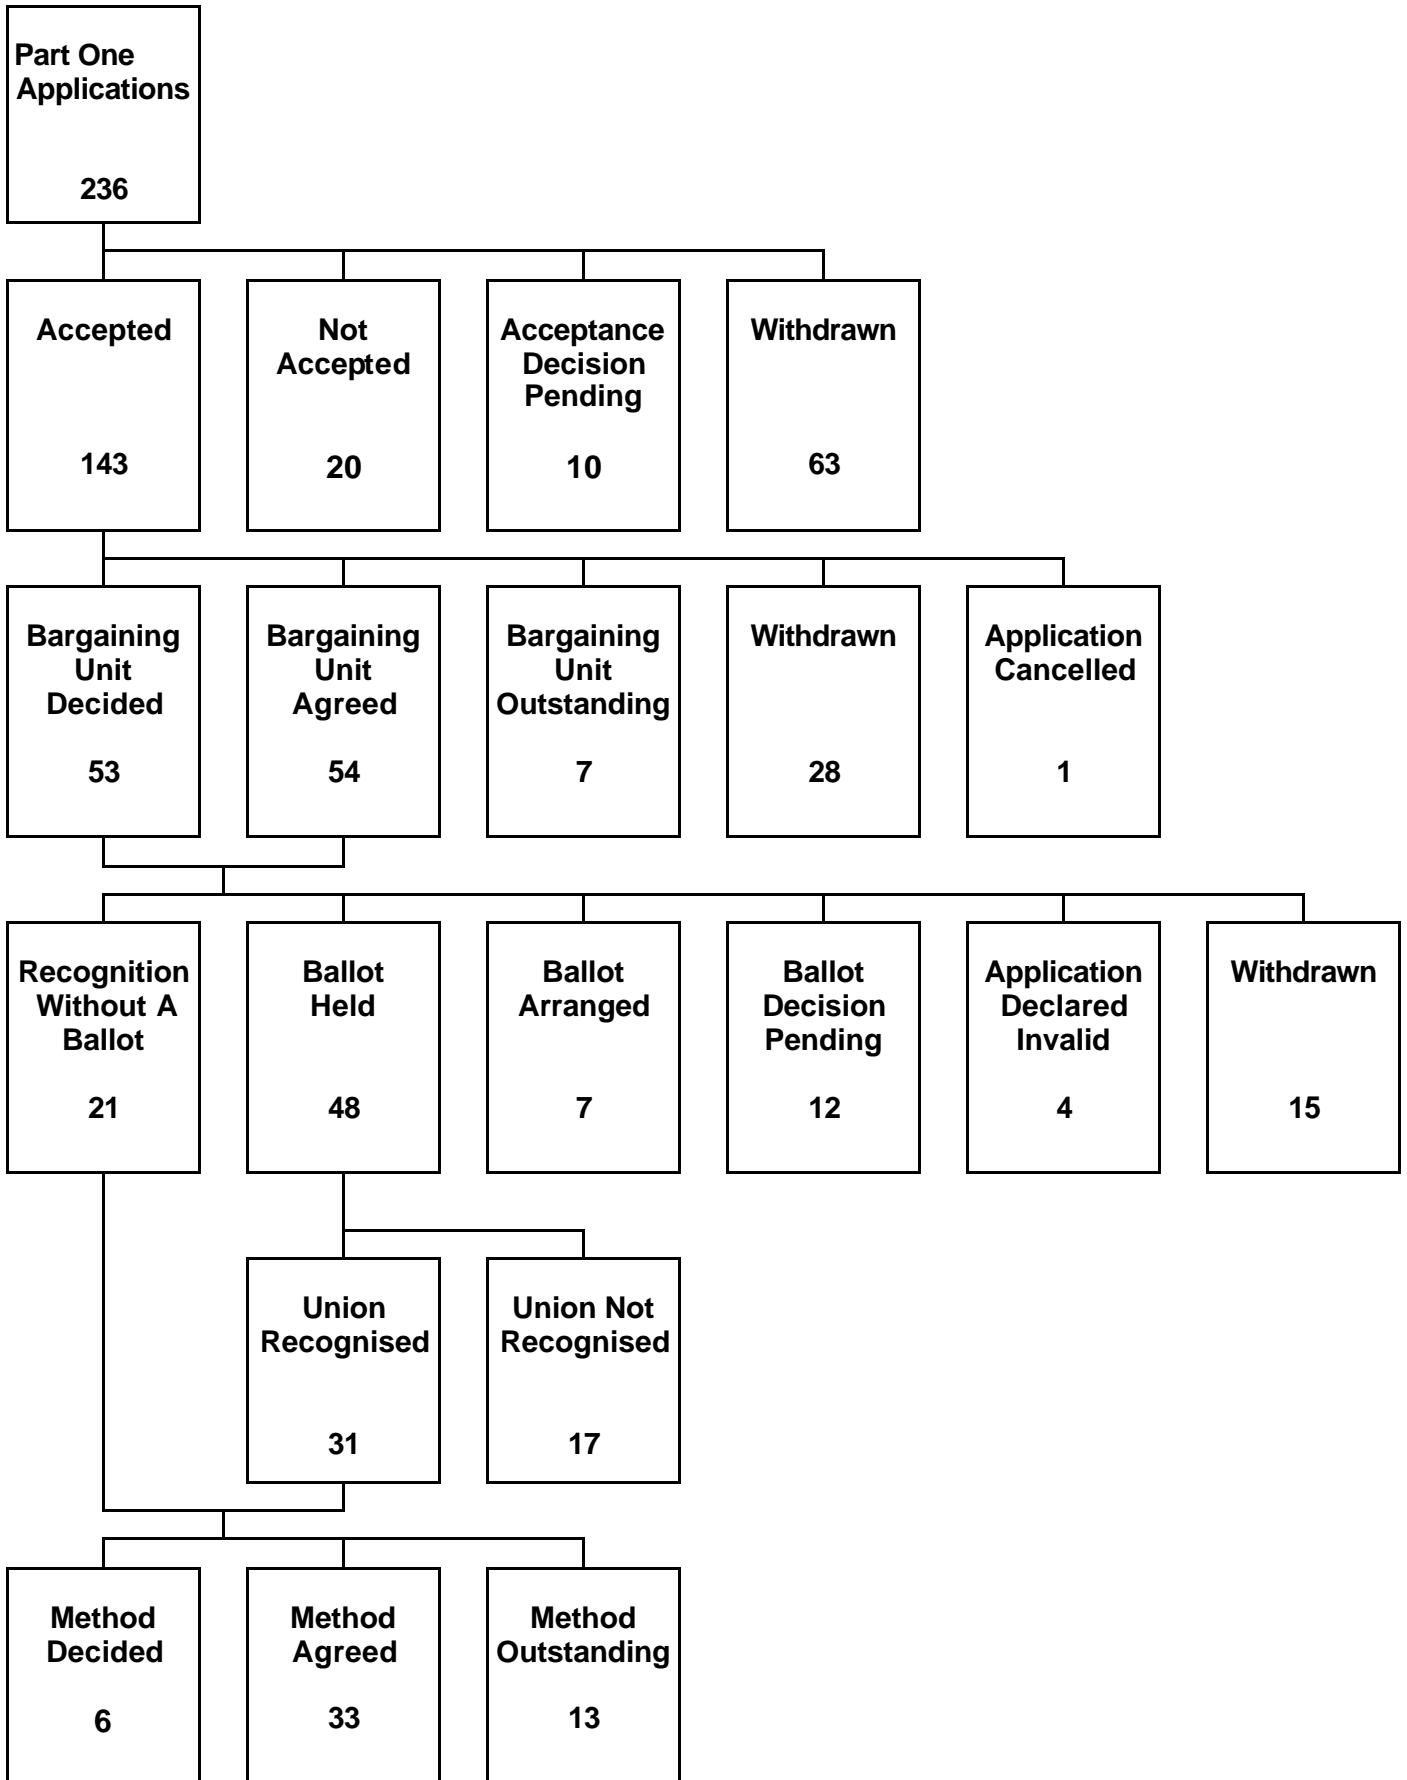 Part One
Applications
236
Accepted
143
Not
Accepted
20
Acceptance
Decision
Pending
10
Withdrawn
63
Bargaining
Unit
Decided
53
Bargaining
Unit
Agreed
54
Bargaining
Unit
Outstanding
7
Withdrawn
28
Application
Cancelled
1
Recognition
Without A
Ballot
21
Ballot
Held
48
Ballot
Arranged
7
Ballot
Decision
Pending
12
Application
Declared
Invalid
4
Withdrawn
15
Union
Recognised
31
Union Not
Recognised
17
Method
Decided
6
Method
Agreed
33
Method
Outstanding
13